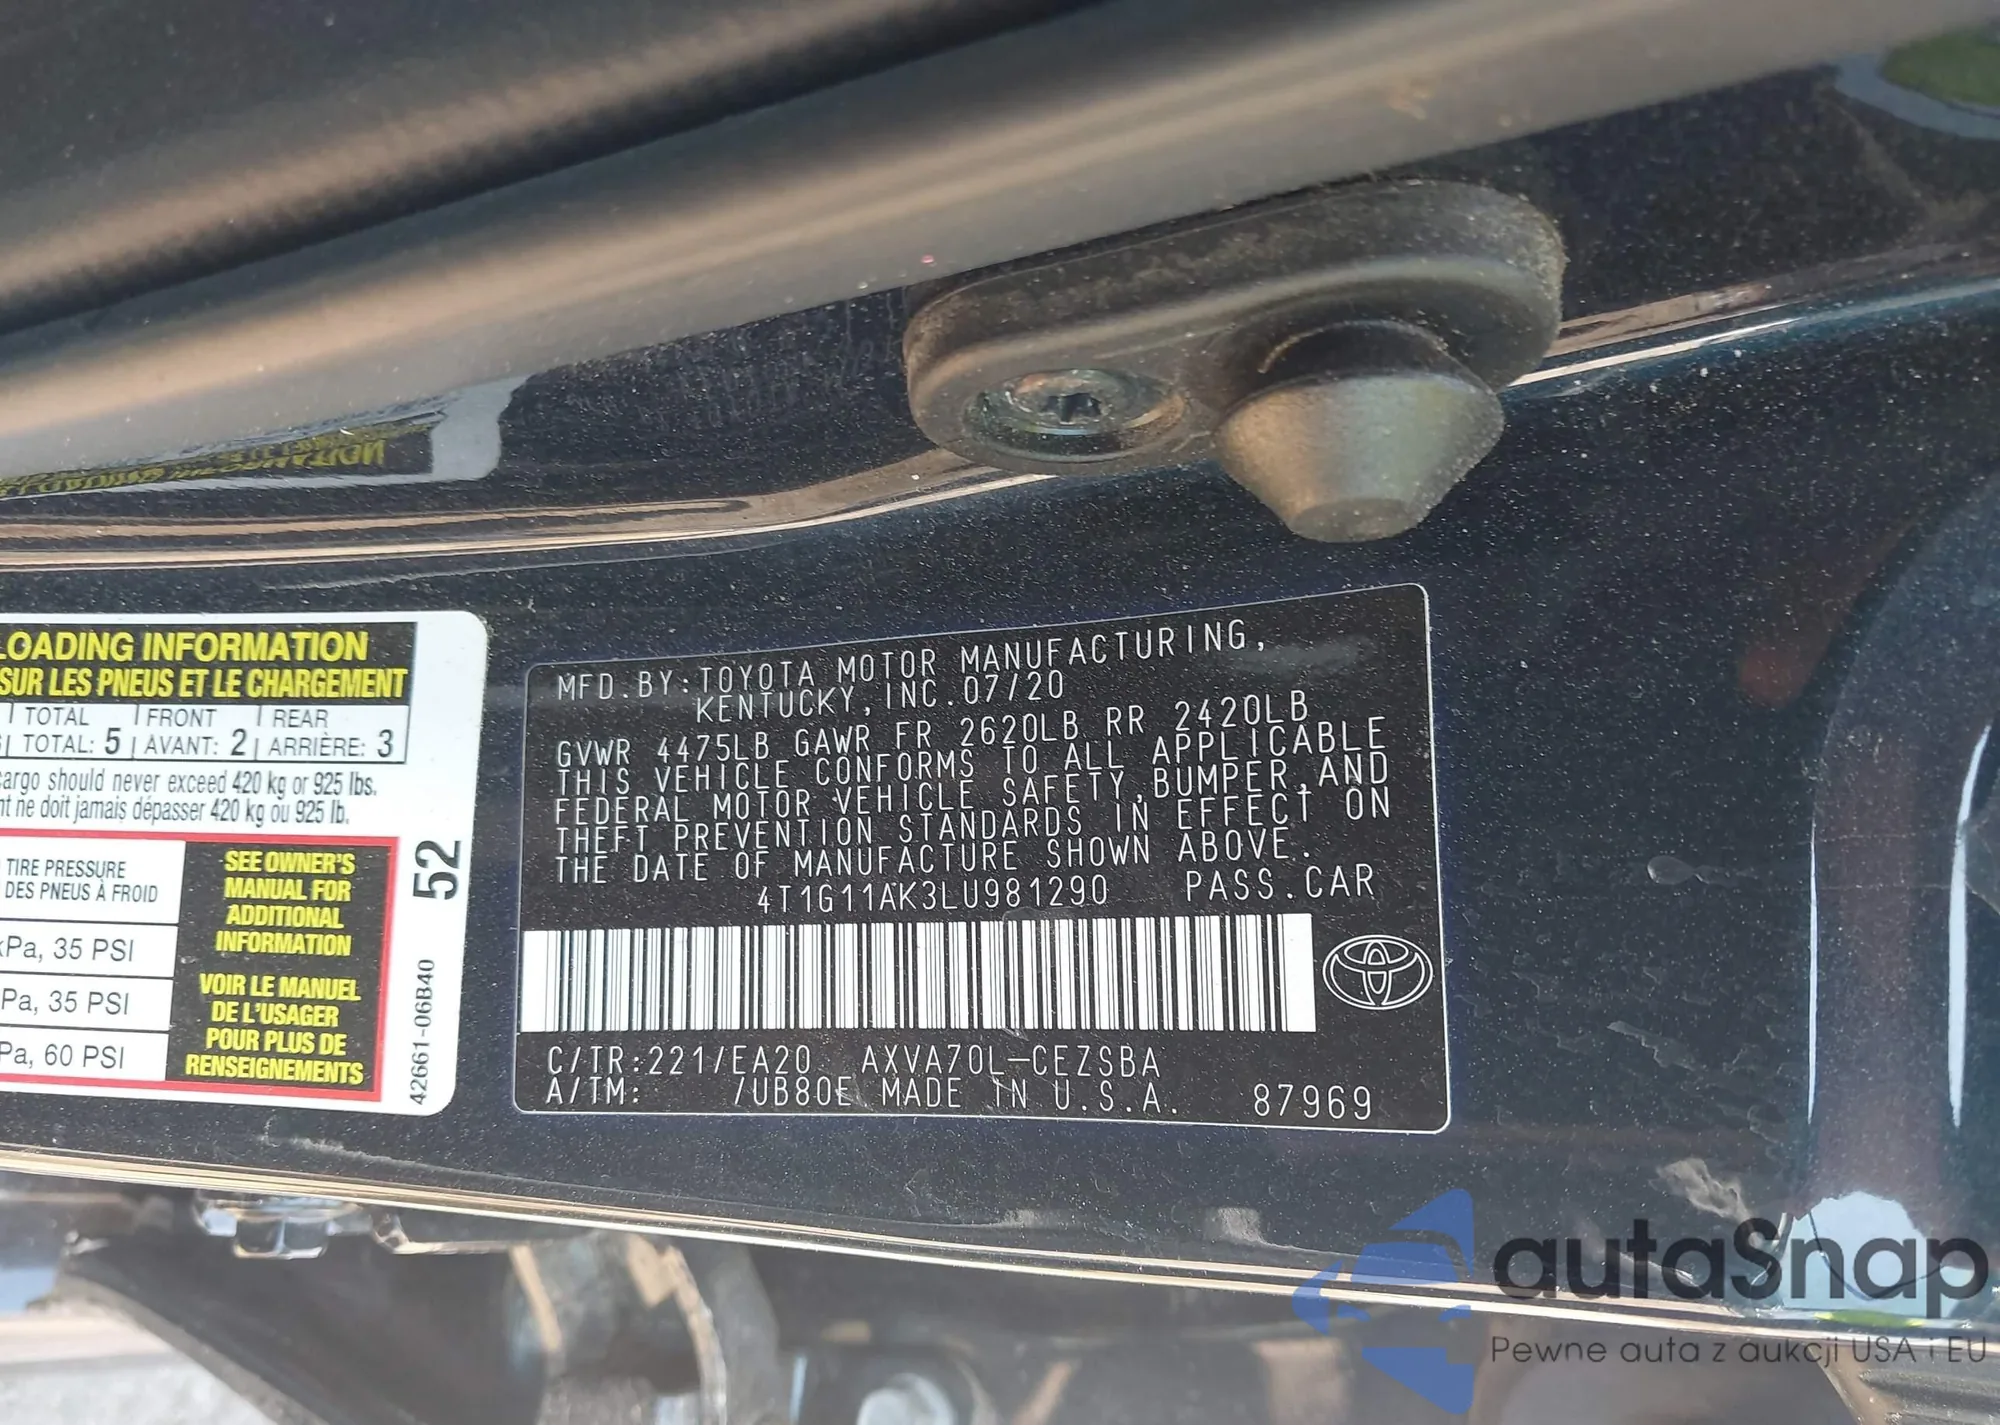 LOADING INFORMATION
SUR LES PNEUS ET LE CHARGEMENT
TOTAL FRONT REAR
TOTAL: 5 AVANT: 2 ARRIÈRE: 3
cargo should never exceed 420 kg or 925 lbs.
nt ne doit jamais dépasser 420 kg ou 925 lb.
TIRE PRESSURE
DES PNEUS À FROID
kPa, 35 PSI
Pa, 35 PSI
Pa, 60 PSI
SEE OWNER'S
MANUAL FOR
ADDITIONAL
INFORMATION
VOIR LE MANUEL
DE L'USAGER
POUR PLUS DE
RENSEIGNEMENTS
52
42661-06B40
MFD.BY:TOYOTA MOTOR MANUFACTURING,
KENTUCKY,INC.07/20
GVWR 4475LB GAWR FR 2620LB RR 2420LB
THIS VEHICLE CONFORMS TO ALL APPLICABLE
FEDERAL MOTOR VEHICLE SAFETY,BUMPER,AND
THEFT PREVENTION STANDARDS IN EFFECT ON
THE DATE OF MANUFACTURE SHOWN ABOVE.
4T1G11AK3LU981290 PASS.CAR
C/TR:221/EA20 AXVA70L-CEZSBA
A/TM: /UB80E MADE IN U.S.A. 87969
autaSnap
Pewne auta z aukcji USA i EU